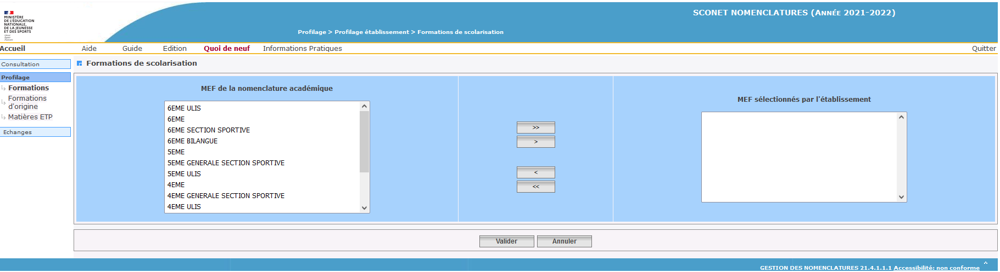 MINISTÈRE
DE L'ÉDUCATION
NATIONALE,
DE LA JEUNESSE
ET DES SPORTS
SCONET NOMENCLATURES (ANNÉE 2021-2022)
Profilage > Profilage établissement > Formations de scolarisation
Accueil Aide Guide Edition Quoi de neuf Informations Pratiques Quitter
Consultation
Profilage
Formations
Formations
d'origine
Matières ETP
Echanges
Formations de scolarisation
MEF de la nomenclature académique
6EME ULIS
6EME
6EME SECTION SPORTIVE
6EME BILANGUE
5EME
5EME GENERALE SECTION SPORTIVE
5EME ULIS
4EME
4EME GENERALE SECTION SPORTIVE
4EME ULIS
>>
>
<
<<
MEF sélectionnés par l'établissement
Valider Annuler
GESTION DES NOMENCLATURES 21.4.1.1.1 Accessibilité: non conforme